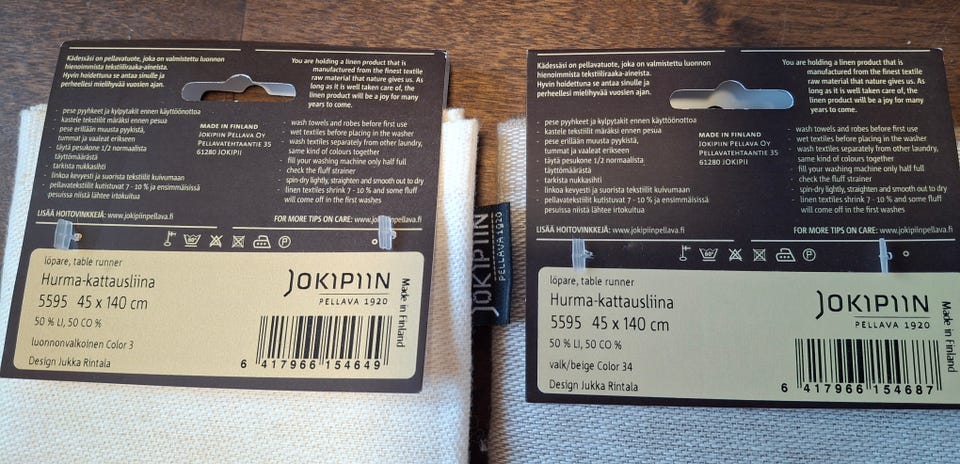 Kädessäsi on pellavatuote, joka on valmistettu luonnon
hienoimmista tekstiiliraaka-aineista.
Hyvin hoidettuna se antaa sinulle ja
perheellesi mielihyvää vuosien ajan.
You are holding a linen product that is
manufactured from the finest textile
raw material that nature gives us. As
long as it is well taken care of, the
linen product will be a joy for many
years to come.
- pese pyyhkeet ja kylpytakit ennen käyttöönottoa
- kastele tekstiilit märäksi ennen pesua
- pese erillään muusta pyykistä,
tummat ja vaaleat erikseen
- täytä pesukone 1/2 normaalista
täyttömäärästä
- tarkista nukkasihti
- linkoa kevyesti ja suorista tekstiilit kuivumaan
- pellavatekstiilit kutistuvat 7 - 10 % ja ensimmäisissä
pesuissa niistä lähtee irtokuitua
MADE IN FINLAND
JOKIPIIN PELLAVA OY
PELLAVATEHTAANTIE 35
61280 JOKIPII
- wash towels and robes before first use
- wet textiles before placing in the washer
- wash textiles separately from other laundry,
same kind of colours together
- fill your washing machine only half full
- check the fluff strainer
- spin-dry lightly, straighten and smooth out to dry
- linen textiles shrink 7 - 10 % and some fluff
will come off in the first washes
LISÄÄ HOITOVINKKEJÄ: www.jokipiinpellava.fi
FOR MORE TIPS ON CARE: www.jokipiinpellava.fi
60°
P
löpare, table runner
Hurma-kattausliina
5595 45 x 140 cm
50 % LI, 50 CO %
luonnonvalkoinen Color 3
Design Jukka Rintala
JOKIPIIN
PELLAVA 1920
Made in Finland
6 417966 154649
JOKIPIIN
PELLAVA 1920
Kädessäsi on pellavatuote, joka on valmistettu luonnon
hienoimmista tekstiiliraaka-aineista.
Hyvin hoidettuna se antaa sinulle ja
perheellesi mielihyvää vuosien ajan.
You are holding a linen product that is
manufactured from the finest textile
raw material that nature gives us. As
long as it is well taken care of, the
linen product will be a joy for many
years to come.
- pese pyyhkeet ja kylpytakit ennen käyttöönottoa
- kastele tekstiilit märäksi ennen pesua
- pese erillään muusta pyykistä,
tummat ja vaaleat erikseen
- täytä pesukone 1/2 normaalista
täyttömäärästä
- tarkista nukkasihti
- linkoa kevyesti ja suorista tekstiilit kuivumaan
- pellavatekstiilit kutistuvat 7 - 10 % ja ensimmäisissä
pesuissa niistä lähtee irtokuitua
MADE IN FINLAND
JOKIPIIN PELLAVA OY
PELLAVATEHTAANTIE 35
61280 JOKIPII
- wash towels and robes before first use
- wet textiles before placing in the washer
- wash textiles separately from other laundry,
same kind of colours together
- fill your washing machine only half full
- check the fluff strainer
- spin-dry lightly, straighten and smooth out to dry
- linen textiles shrink 7 - 10 % and some fluff
will come off in the first washes
LISÄÄ HOITOVINKKEJÄ: www.jokipiinpellava.fi
FOR MORE TIPS ON CARE: www.jokipiinpellava.fi
60°
P
löpare, table runner
Hurma-kattausliina
5595 45 x 140 cm
50 % LI, 50 CO %
valk/beige Color 34
Design Jukka Rintala
JOKIPIIN
PELLAVA 1920
Made in Finland
6 417966 154687